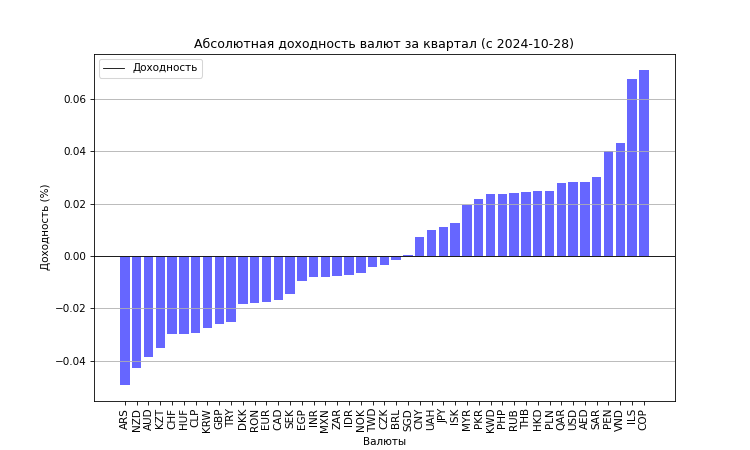 Абсолютная доходность валют за квартал (с 2024-10-28)
Доходность
0.06
0.04
0.02
0.00
−0.02
−0.04
Доходность (%)
ARS
NZD
AUD
KZT
CHF
HUF
CLP
KRW
GBP
TRY
DKK
RON
EUR
CAD
SEK
EGP
INR
MXN
ZAR
IDR
NOK
TWD
CZK
BRL
SGD
CNY
UAH
JPY
ISK
MYR
PKR
KWD
PHP
RUB
THB
HKD
PLN
QAR
USD
AED
SAR
PEN
VND
ILS
COP
Валюты